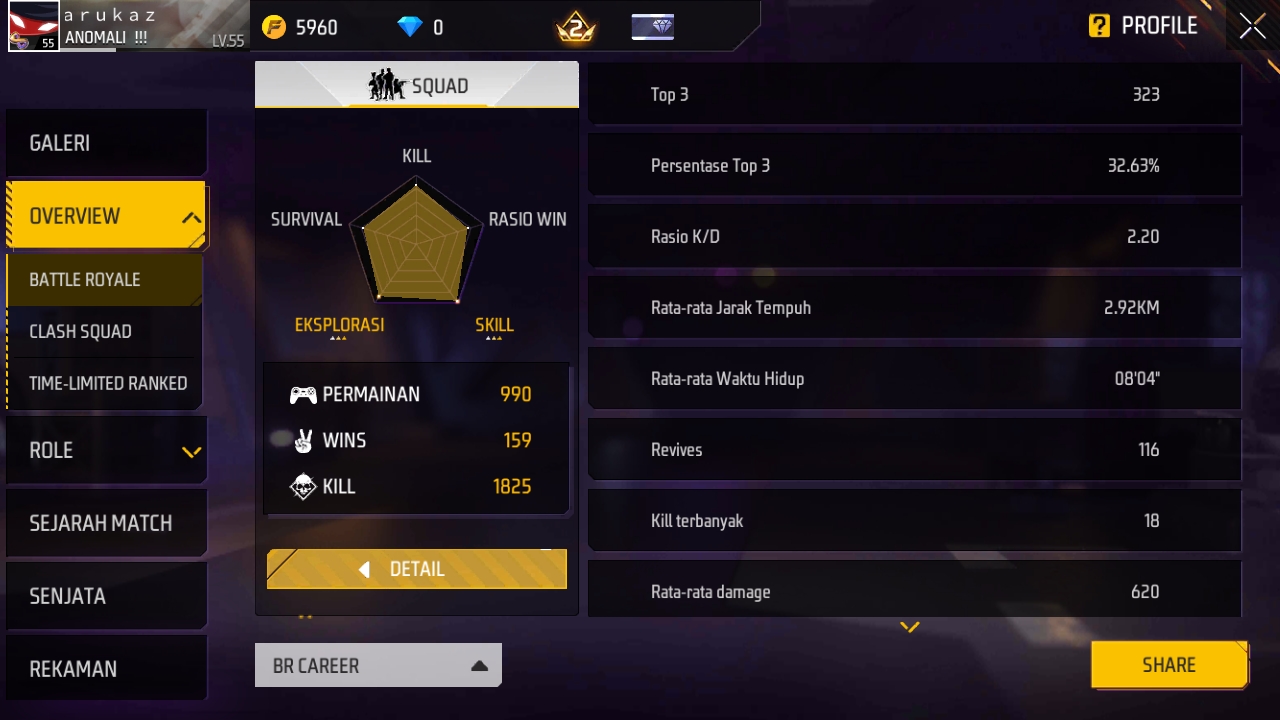 a r u k a z
ANOMALI !!!
55
LV.55
5960
0
2
? PROFILE
GALERI
OVERVIEW
BATTLE ROYALE
CLASH SQUAD
TIME-LIMITED RANKED
ROLE
SEJARAH MATCH
SENJATA
REKAMAN
SQUAD
KILL
SURVIVAL
RASIO WIN
EKSPLORASI
SKILL
PERMAINAN 990
WINS 159
KILL 1825
DETAIL
BR CAREER
Top 3 323
Persentase Top 3 32.63%
Rasio K/D 2.20
Rata-rata Jarak Tempuh 2.92KM
Rata-rata Waktu Hidup 08'04"
Revives 116
Kill terbanyak 18
Rata-rata damage 620
SHARE